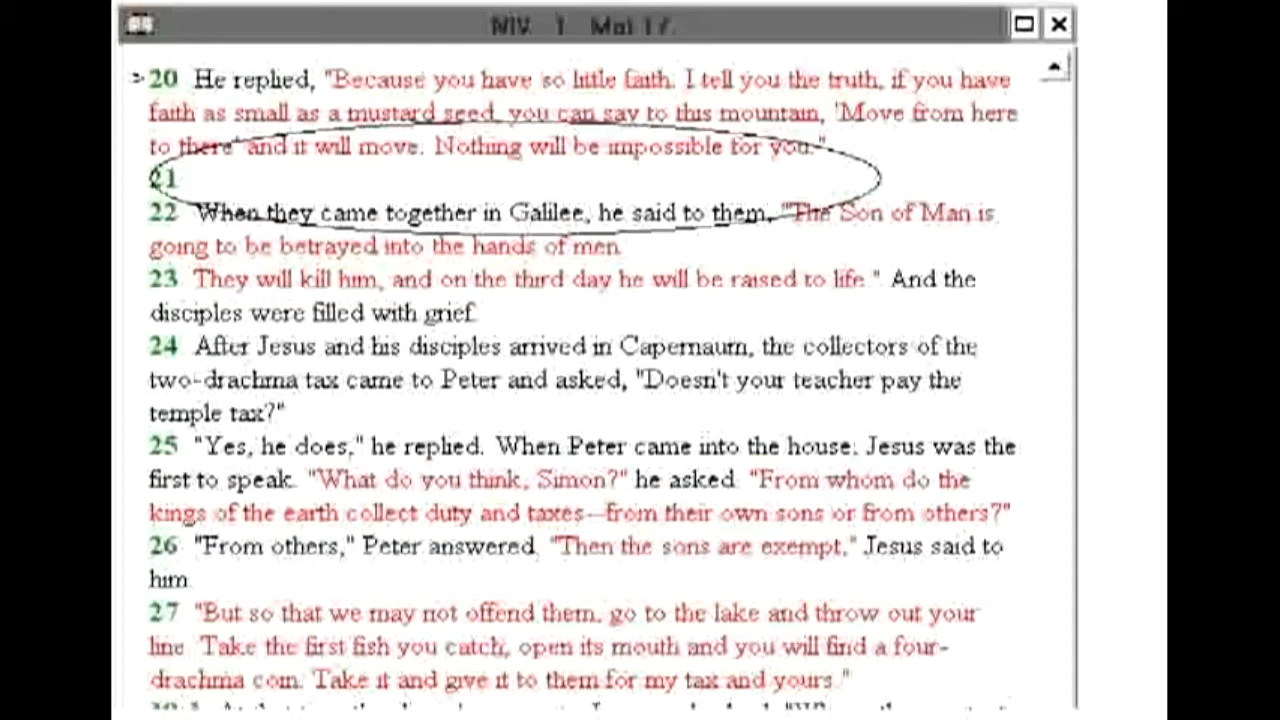 NIV. 1 Mat 17.
>20 He replied, "Because you have so little faith. I tell you the truth, if you have
faith as small as a mustard seed, you can say to this mountain, 'Move from here
to there' and it will move. Nothing will be impossible for you."
21
22 When they came together in Galilee, he said to them, "The Son of Man is
going to be betrayed into the hands of men.
23 They will kill him, and on the third day he will be raised to life." And the
disciples were filled with grief.
24 After Jesus and his disciples arrived in Capernaum, the collectors of the
two-drachma tax came to Peter and asked, "Doesn't your teacher pay the
temple tax?"
25 "Yes, he does," he replied. When Peter came into the house, Jesus was the
first to speak. "What do you think, Simon?" he asked. "From whom do the
kings of the earth collect duty and taxes--from their own sons or from others?"
26 "From others," Peter answered. "Then the sons are exempt," Jesus said to
him.
27 "But so that we may not offend them, go to the lake and throw out your
line. Take the first fish you catch, open its mouth and you will find a four-
drachma coin. Take it and give it to them for my tax and yours."